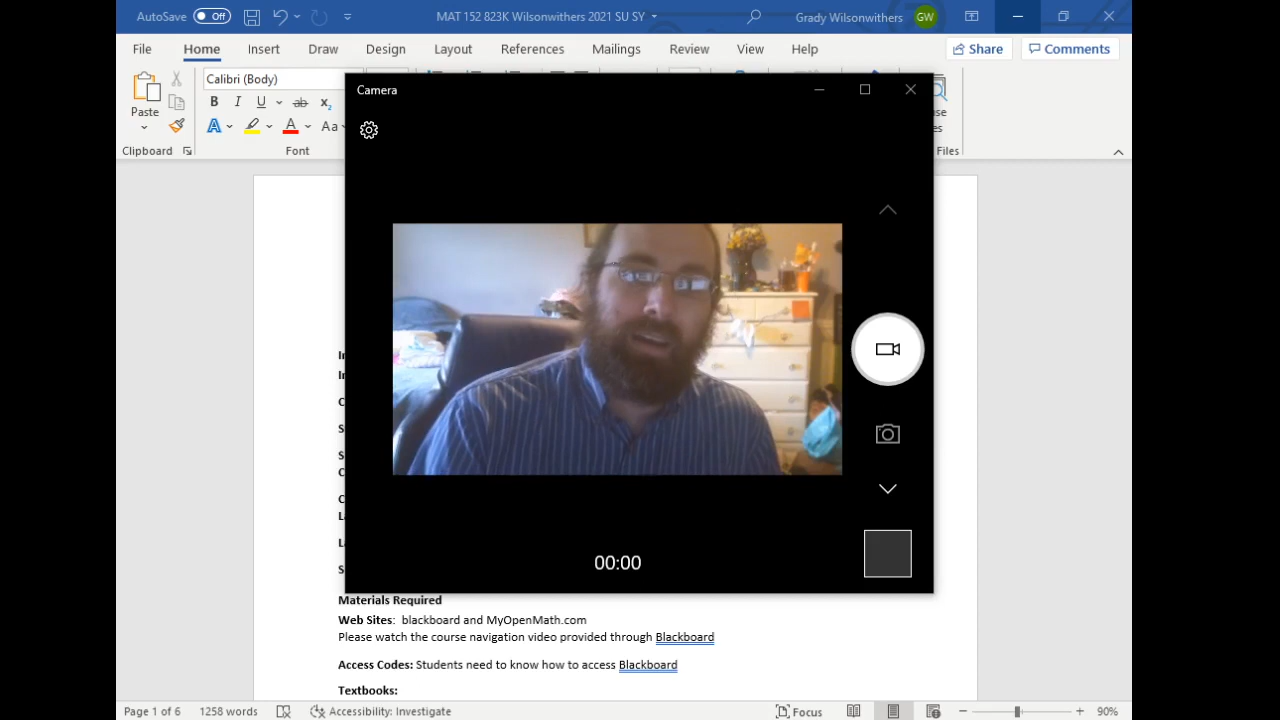 AutoSave Off MAT 152 823K Wilsonwithers 2021 SU SY Grady Wilsonwithers GW
File Home Insert Draw Design Layout References Mailings Review View Help Share Comments
Calibri (Body)
Paste B I U ab x₂
A A Aa
Clipboard Font Files
Camera
00:00
Materials Required
Web Sites: blackboard and MyOpenMath.com
Please watch the course navigation video provided through Blackboard
Access Codes: Students need to know how to access Blackboard
Textbooks:
Page 1 of 6 1258 words Accessibility: Investigate Focus 90%